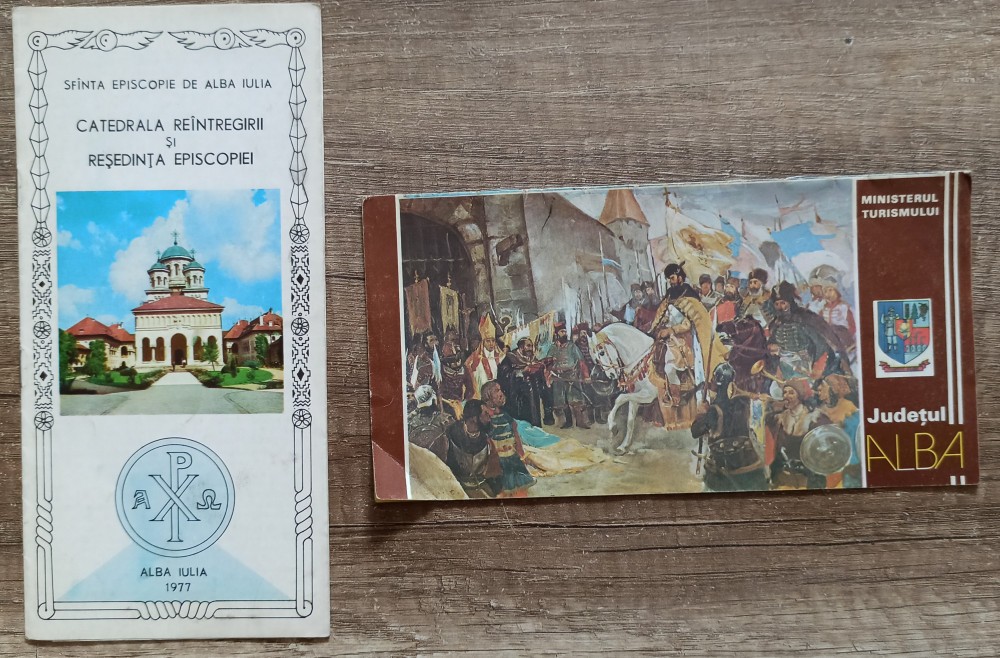 SFÎNTA EPISCOPIE DE ALBA IULIA
CATEDRALA REÎNTREGIRII
ȘI
REȘEDINȚA EPISCOPIEI
P
A X Ω
ALBA IULIA
1977
MINISTERUL
TURISMULUI
Județul
ALBA